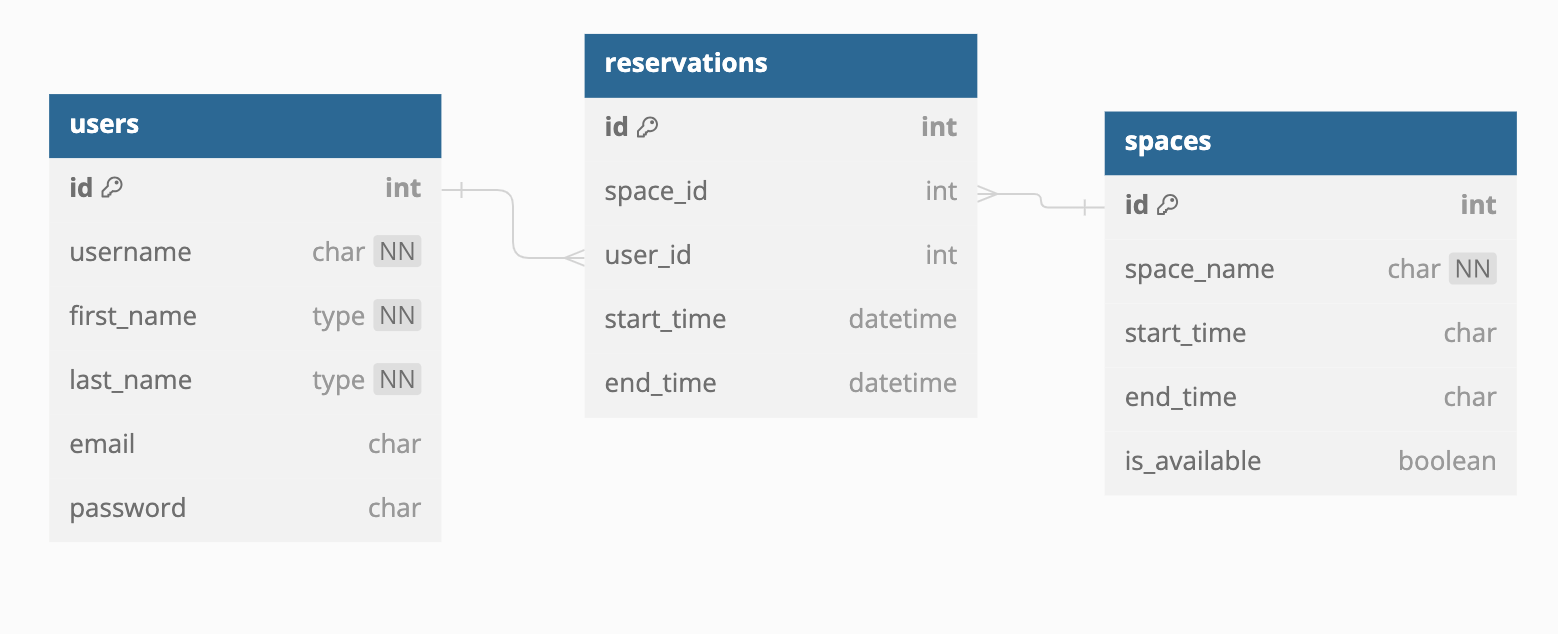 users
id int
username char NN
first_name type NN
last_name type NN
email char
password char
reservations
id int
space_id int
user_id int
start_time datetime
end_time datetime
spaces
id int
space_name char NN
start_time char
end_time char
is_available boolean